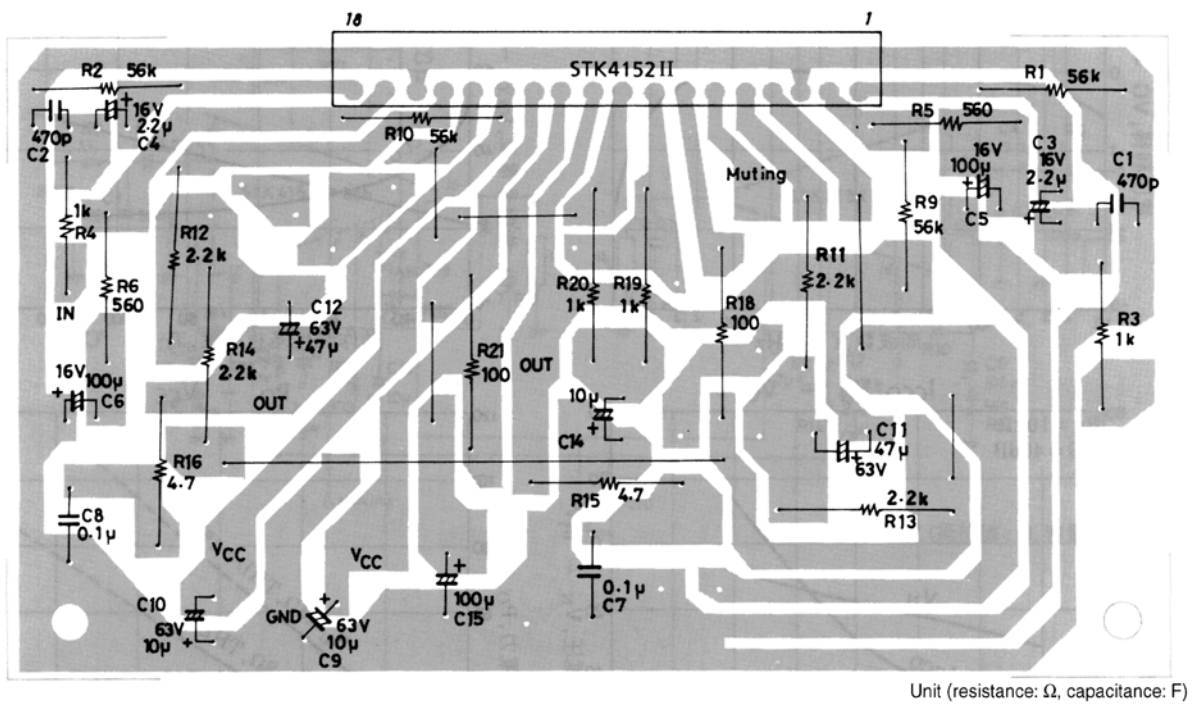 18
1
STK4152 II
R2 56k
R1 56k
470p
C2
16V
2.2μ
C4
R10 56k
R5 560
16V
100μ
C5
C3
16V
2.2μ
C1
470p
Muting
1k
R4
R12
2.2k
R9
56k
R6
560
IN
C12
63V
47μ
R20
1k
R19
1k
R11
2.2k
R18
100
R3
1k
R14
2.2k
R21
100
OUT
16V
100μ
C6
OUT
10μ
C14
C11
47μ
63V
R16
4.7
R15 4.7
2.2k
R13
C8
0.1μ
VCC
VCC
C10
63V
10μ
GND
63V
10μ
C9
100μ
C15
0.1μ
C7
Unit (resistance: Ω, capacitance: F)